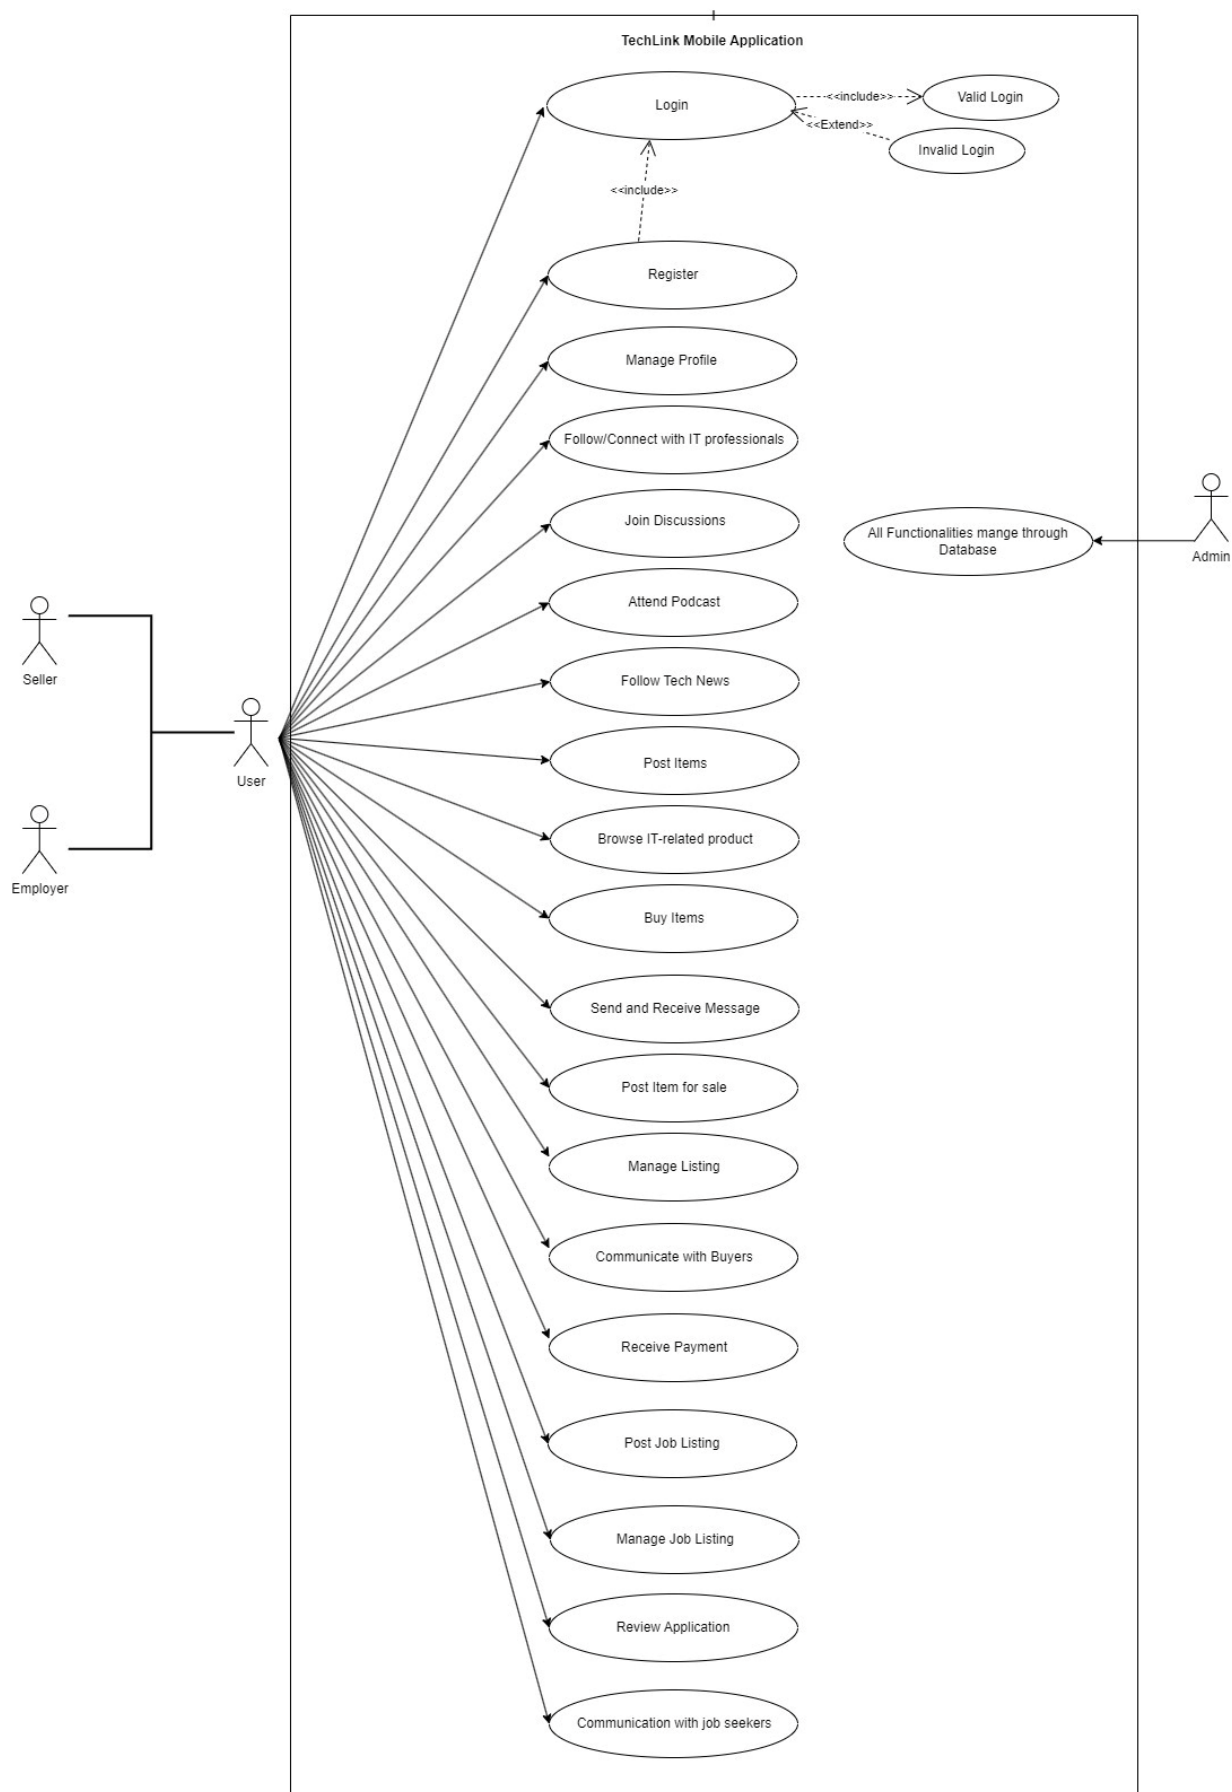 TechLink Mobile Application
Login
<<include>>
Valid Login
<<Extend>>
Invalid Login
<<include>>
Register
Manage Profile
Follow/Connect with IT professionals
Join Discussions
All Functionalities mange through
Database
Admin
Attend Podcast
Seller
Follow Tech News
User
Post Items
Browse IT-related product
Employer
Buy Items
Send and Receive Message
Post Item for sale
Manage Listing
Communicate with Buyers
Receive Payment
Post Job Listing
Manage Job Listing
Review Application
Communication with job seekers